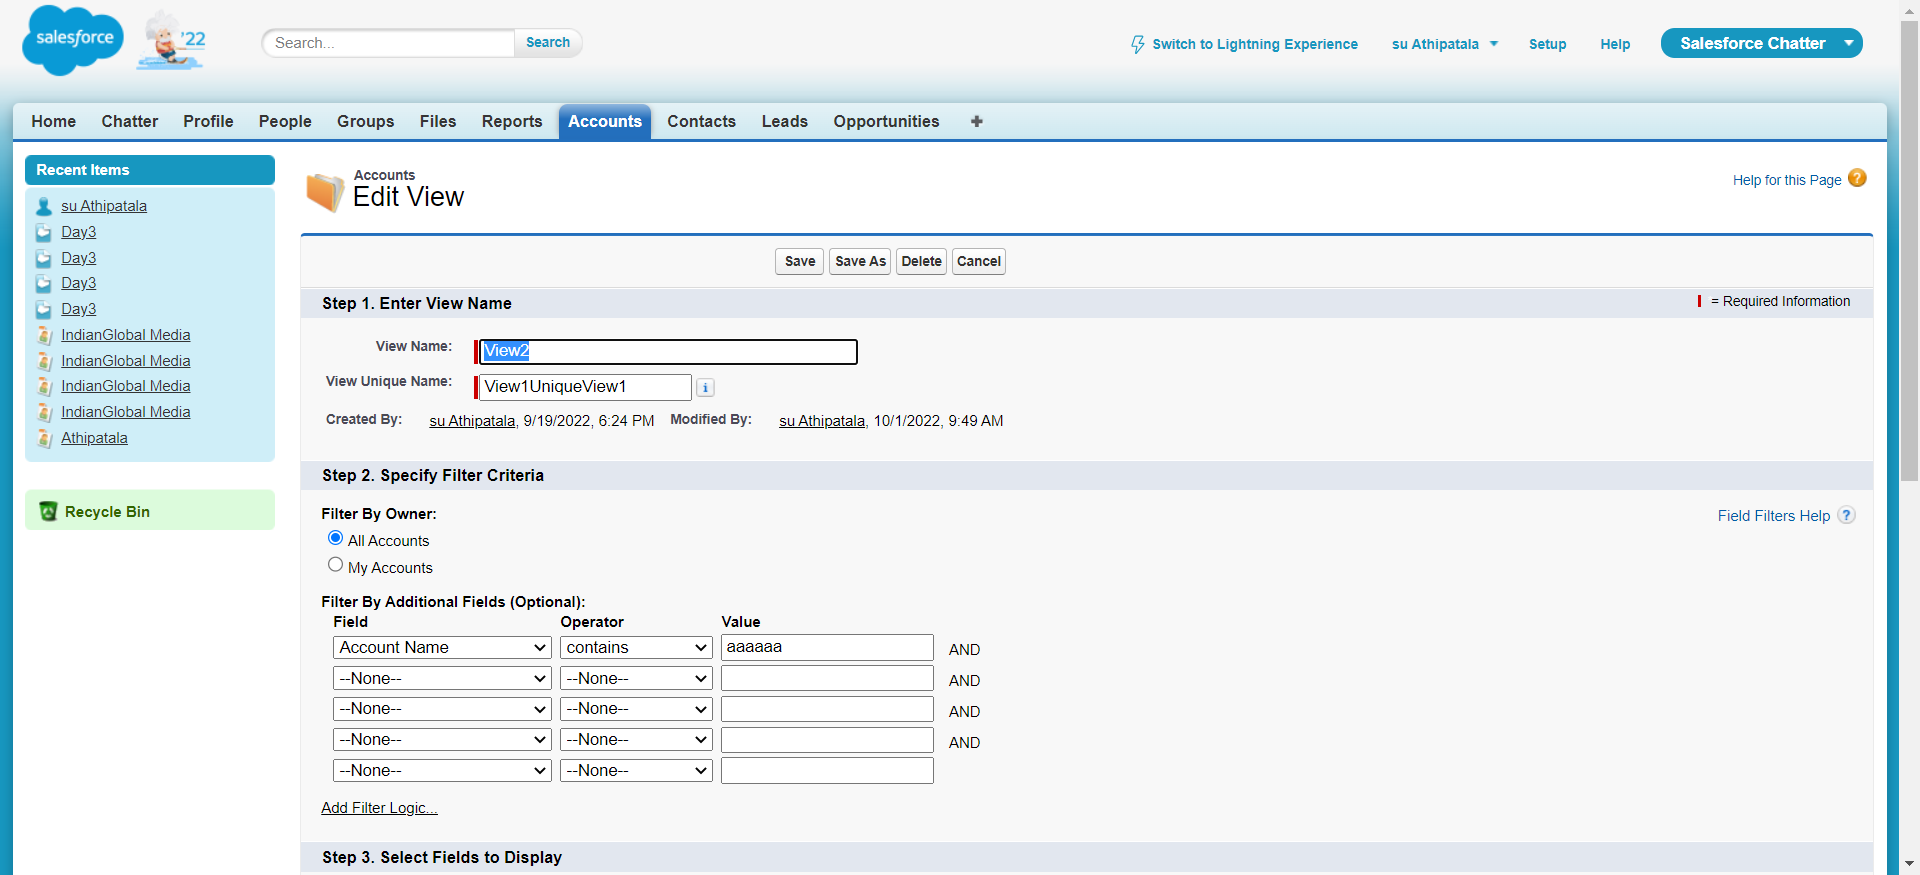 salesforce
'22
Search...
Search
Switch to Lightning Experience
su Athipatala
Setup
Help
Salesforce Chatter
Home
Chatter
Profile
People
Groups
Files
Reports
Accounts
Contacts
Leads
Opportunities
+
Recent Items
su Athipatala
Day3
Day3
Day3
Day3
IndianGlobal Media
IndianGlobal Media
IndianGlobal Media
IndianGlobal Media
Athipatala
Recycle Bin
Accounts
Edit View
Help for this Page
?
Save
Save As
Delete
Cancel
Step 1. Enter View Name
= Required Information
View Name:
View2
View Unique Name:
View1UniqueView1
i
Created By:
su Athipatala, 9/19/2022, 6:24 PM
Modified By:
su Athipatala, 10/1/2022, 9:49 AM
Step 2. Specify Filter Criteria
Filter By Owner:
Field Filters Help
?
All Accounts
My Accounts
Filter By Additional Fields (Optional):
Field
Operator
Value
Account Name
contains
aaaaaa
AND
--None--
--None--
AND
--None--
--None--
AND
--None--
--None--
AND
--None--
--None--
Add Filter Logic...
Step 3. Select Fields to Display